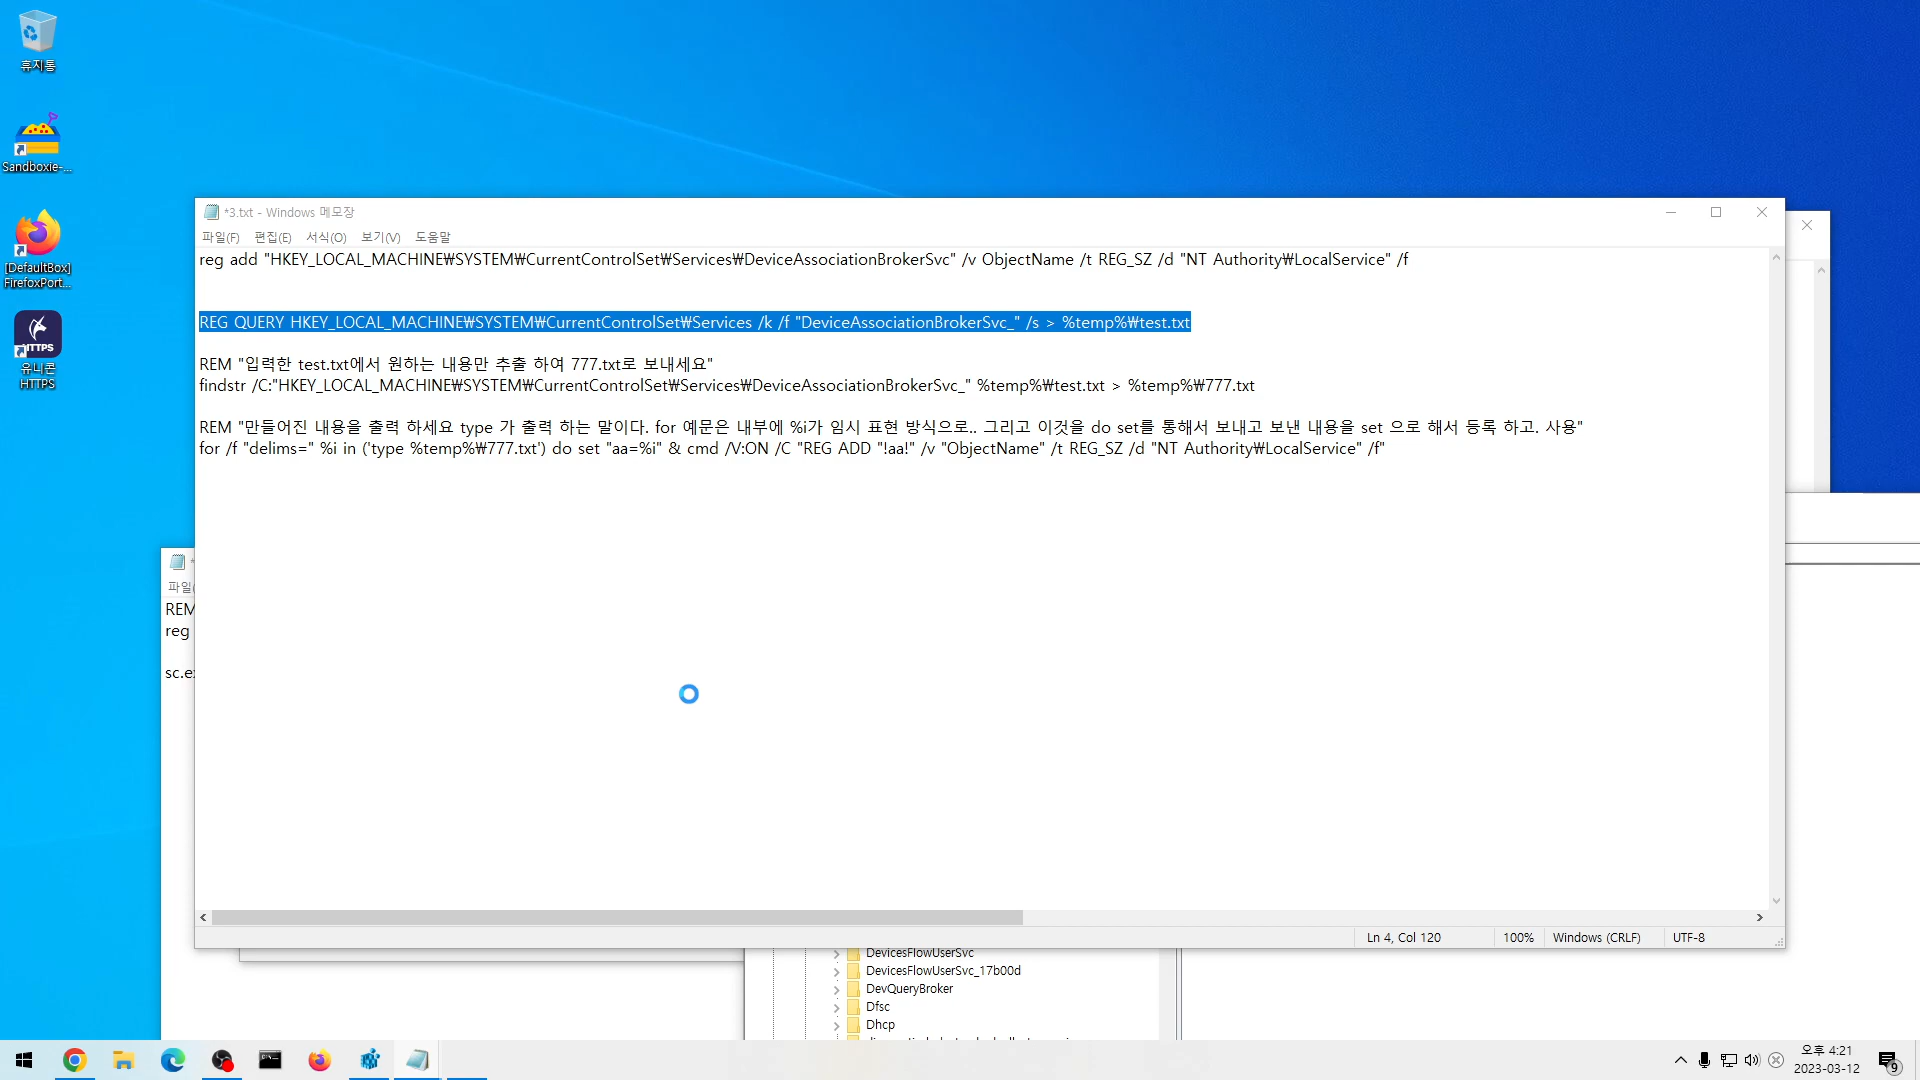 휴지통
Sandboxie-...
[DefaultBox]
FirefoxPort...
HTTPS
유니콘
HTTPS
*3.txt - Windows 메모장
파일(F) 편집(E) 서식(O) 보기(V) 도움말
reg add "HKEY_LOCAL_MACHINE₩SYSTEM₩CurrentControlSet₩Services₩DeviceAssociationBrokerSvc" /v ObjectName /t REG_SZ /d "NT Authority₩LocalService" /f
REG QUERY HKEY_LOCAL_MACHINE₩SYSTEM₩CurrentControlSet₩Services /k /f "DeviceAssociationBrokerSvc_" /s > %temp%₩test.txt
REM "입력한 test.txt에서 원하는 내용만 추출 하여 777.txt로 보내세요"
findstr /C:"HKEY_LOCAL_MACHINE₩SYSTEM₩CurrentControlSet₩Services₩DeviceAssociationBrokerSvc_" %temp%₩test.txt > %temp%₩777.txt
REM "만들어진 내용을 출력 하세요 type 가 출력 하는 말이다. for 예문은 내부에 %i가 임시 표현 방식으로.. 그리고 이것을 do set를 통해서 보내고 보낸 내용을 set 으로 해서 등록 하고. 사용"
for /f "delims=" %i in ('type %temp%₩777.txt') do set "aa=%i" & cmd /V:ON /C "REG ADD "!aa!" /v "ObjectName" /t REG_SZ /d "NT Authority₩LocalService" /f"
Ln 4, Col 120 100% Windows (CRLF) UTF-8
파일(
REM
reg
sc.e
DevicesFlowUserSvc
DevicesFlowUserSvc_17b00d
DevQueryBroker
Dfsc
Dhcp
오후 4:21
2023-03-12
9